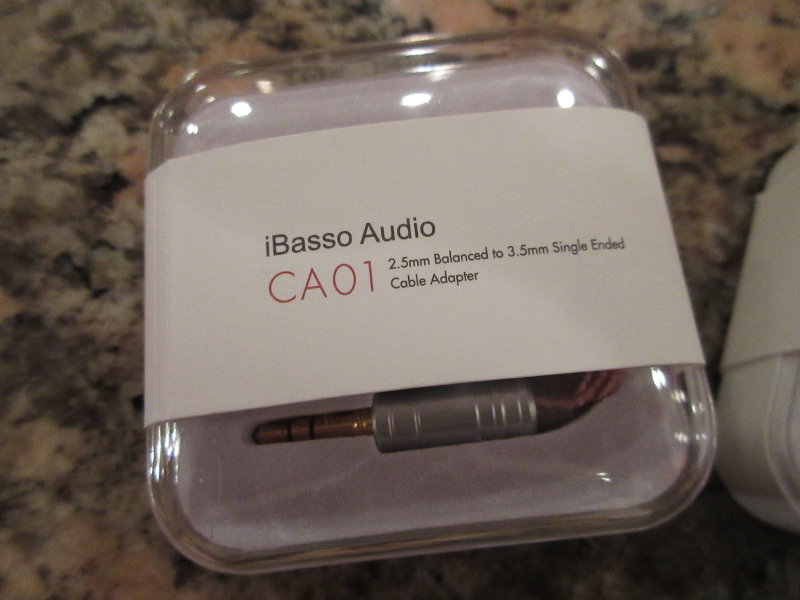 iBasso Audio
CA01
2.5mm Balanced to 3.5mm Single Ended
Cable Adapter